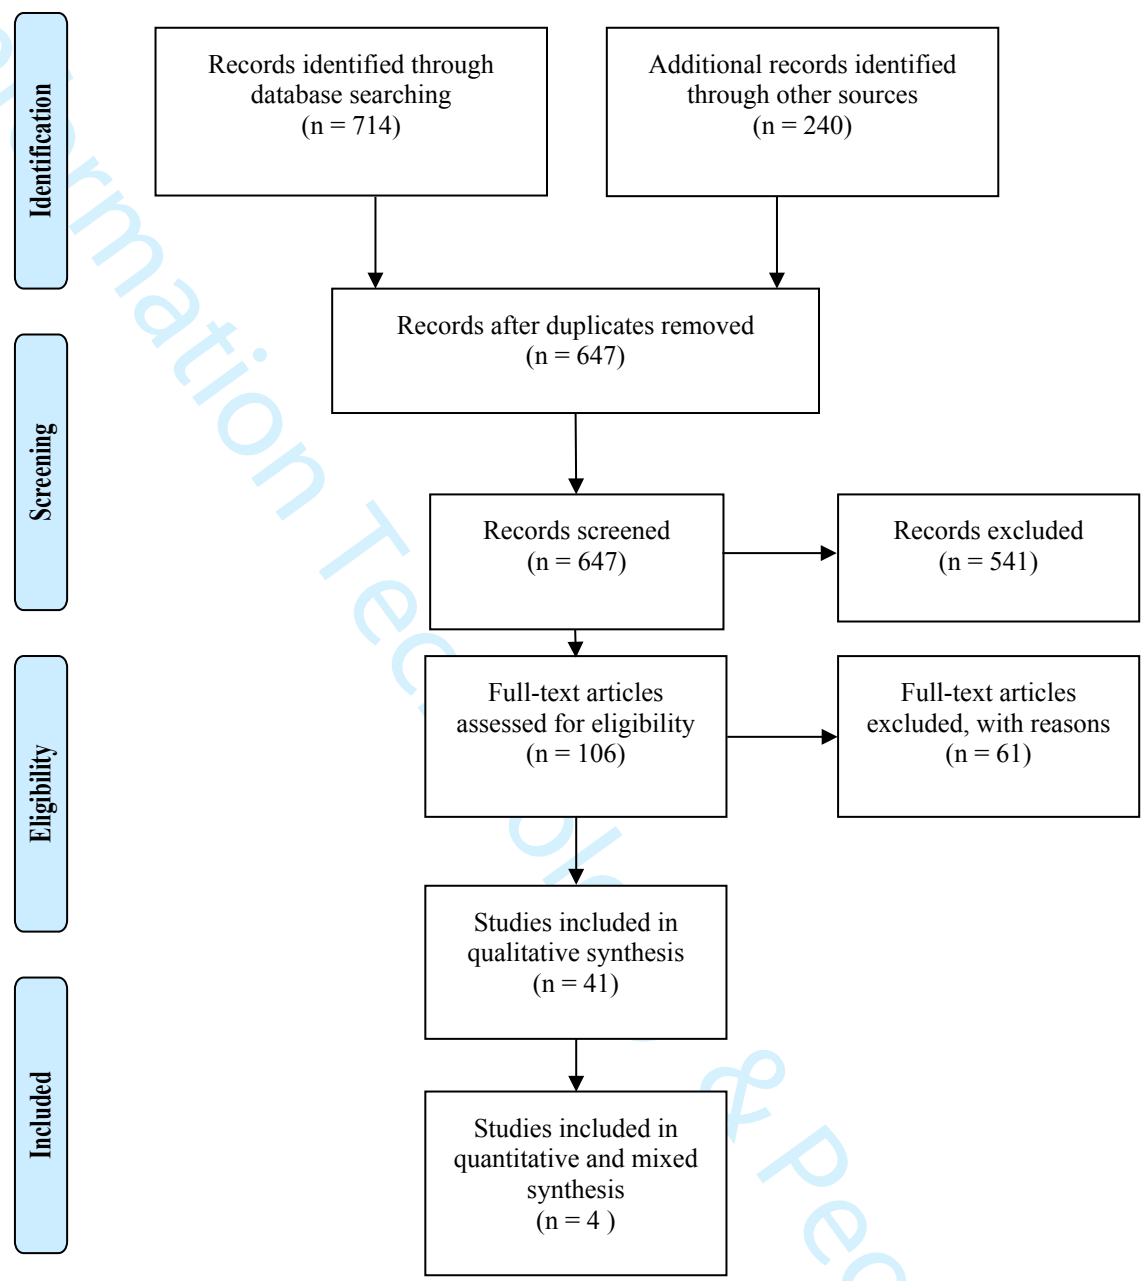 Identification
Records identified through
database searching
(n = 714)
Additional records identified
through other sources
(n = 240)
Records after duplicates removed
(n = 647)
Screening
Records screened
(n = 647)
Records excluded
(n = 541)
Eligibility
Full-text articles
assessed for eligibility
(n = 106)
Full-text articles
excluded, with reasons
(n = 61)
Studies included in
qualitative synthesis
(n = 41)
Included
Studies included in
quantitative and mixed
synthesis
(n = 4 )